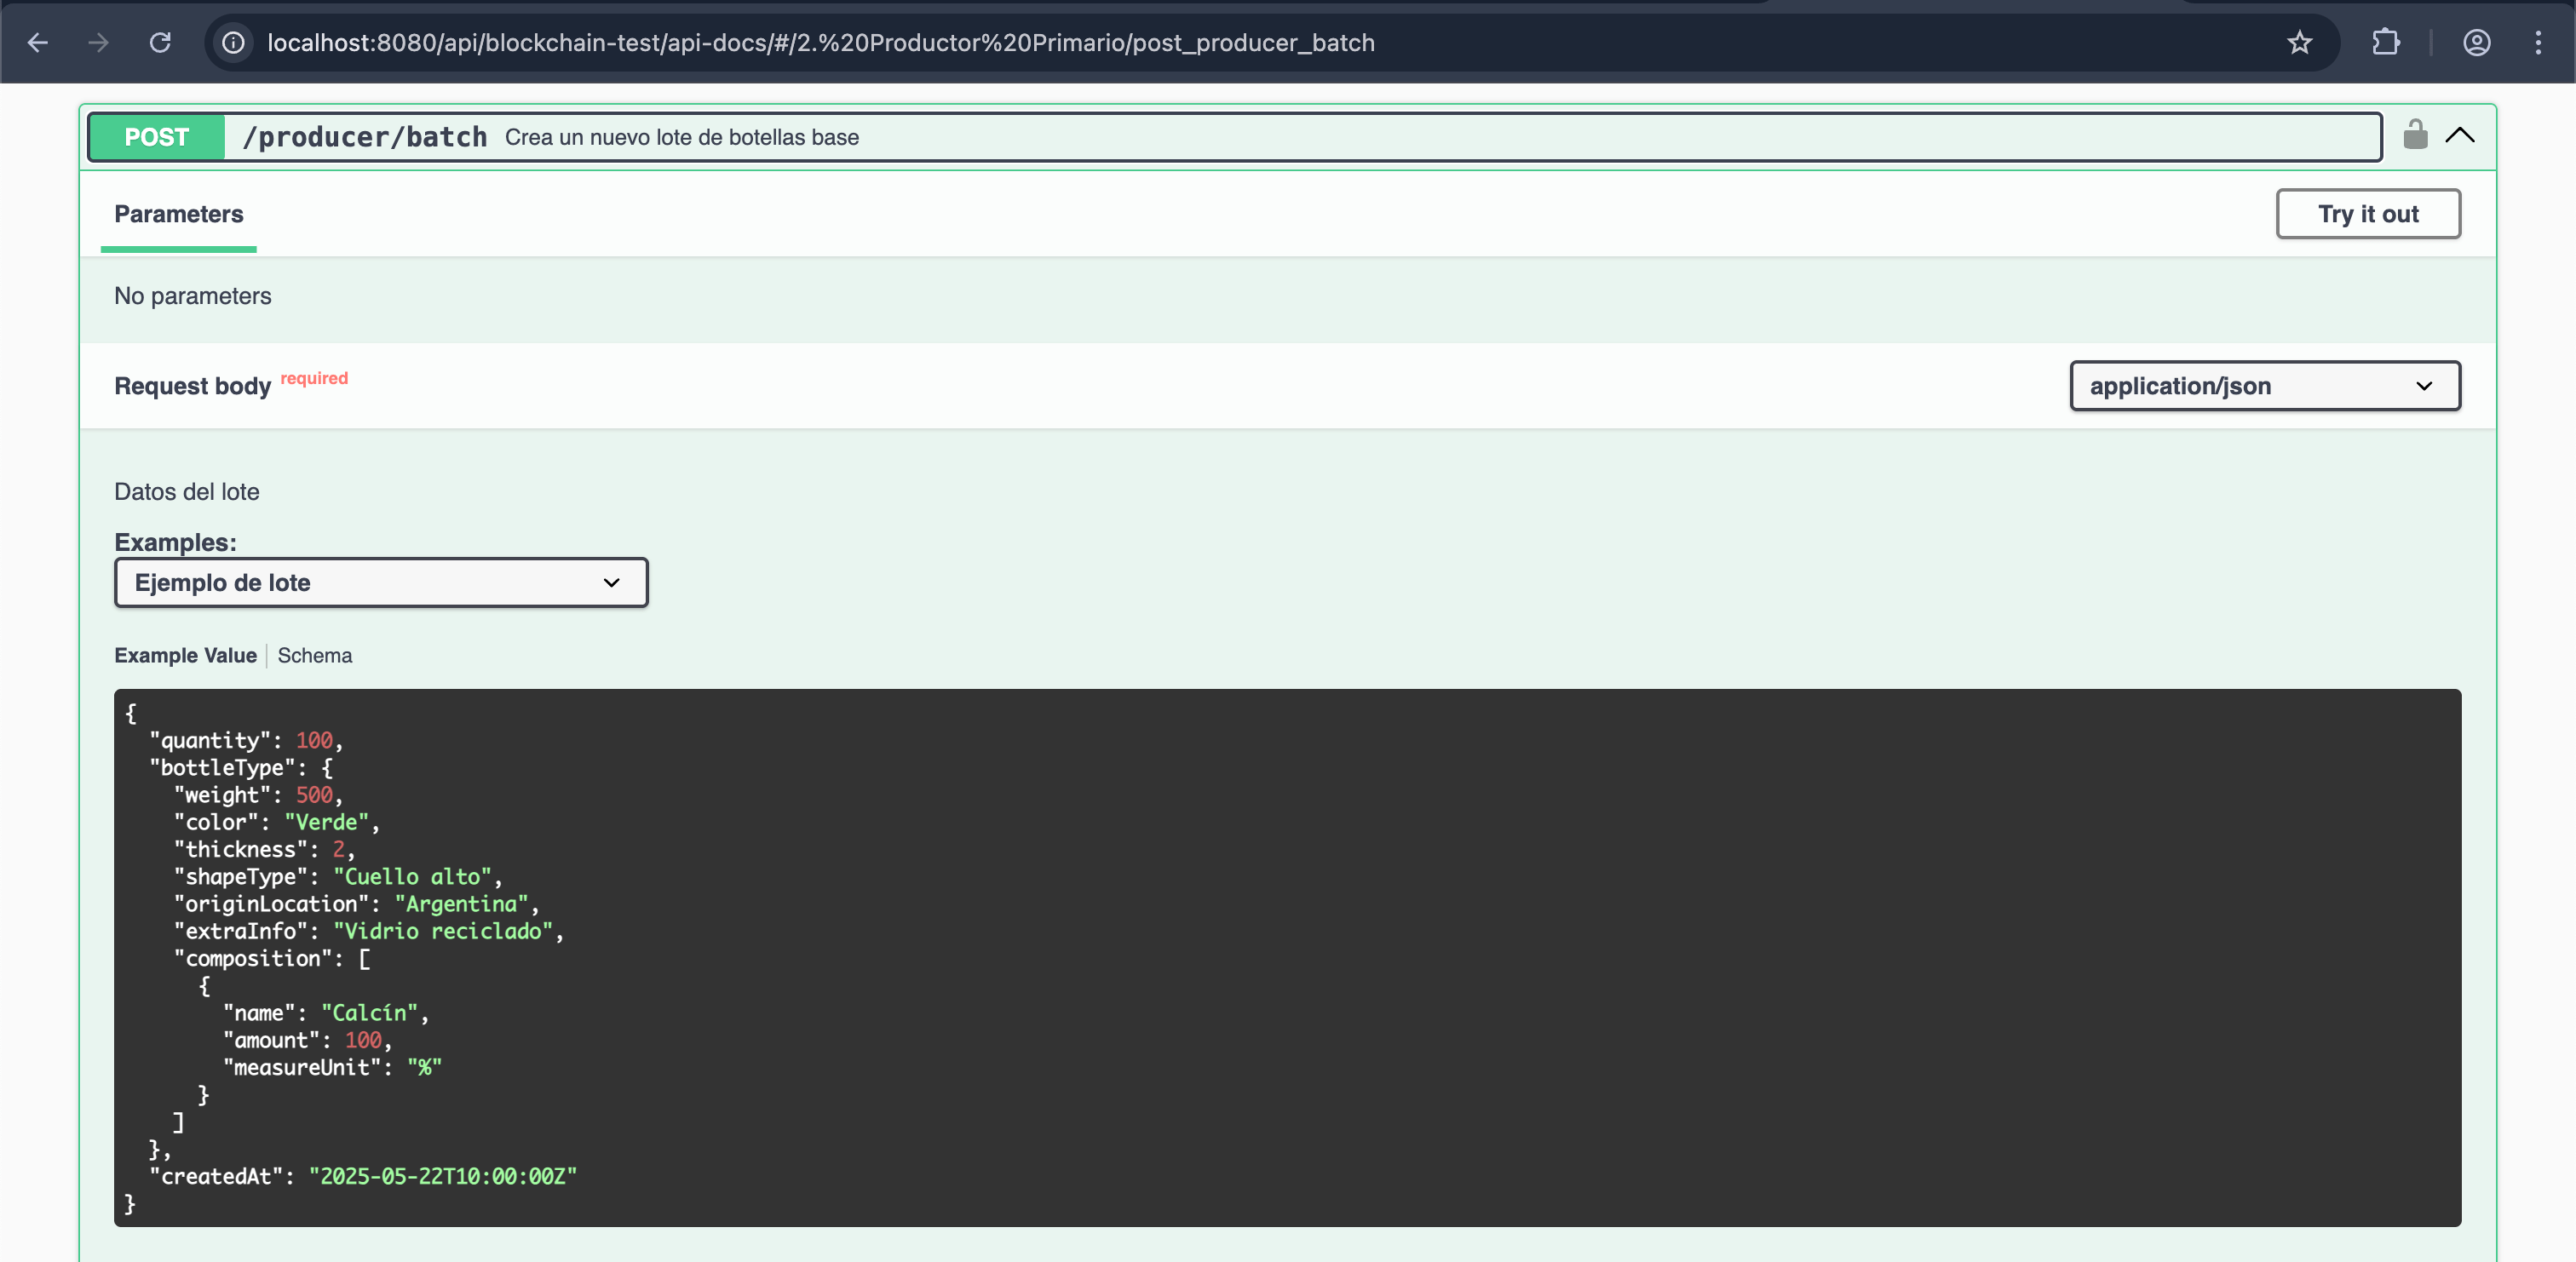 localhost:8080/api/blockchain-test/api-docs/#/2.%20Productor%20Primario/post_producer_batch
POST /producer/batch Crea un nuevo lote de botellas base
Parameters
Try it out
No parameters
Request body required
application/json
Datos del lote
Examples:
Ejemplo de lote
Example Value Schema
{
  "quantity": 100,
  "bottleType": {
    "weight": 500,
    "color": "Verde",
    "thickness": 2,
    "shapeType": "Cuello alto",
    "originLocation": "Argentina",
    "extraInfo": "Vidrio reciclado",
    "composition": [
      {
        "name": "Calcín",
        "amount": 100,
        "measureUnit": "%"
      }
    ]
  },
  "createdAt": "2025-05-22T10:00:00Z"
}